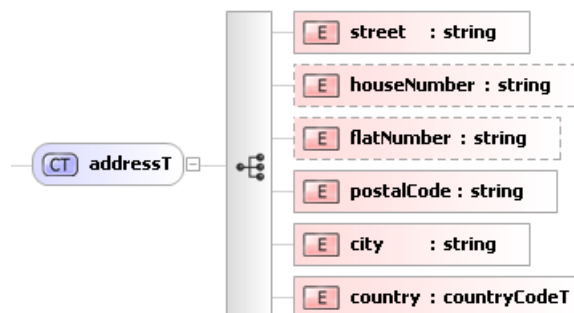 E street : string
E houseNumber : string
E flatNumber : string
CT addressT
E postalCode : string
E city : string
E country : countryCodeT